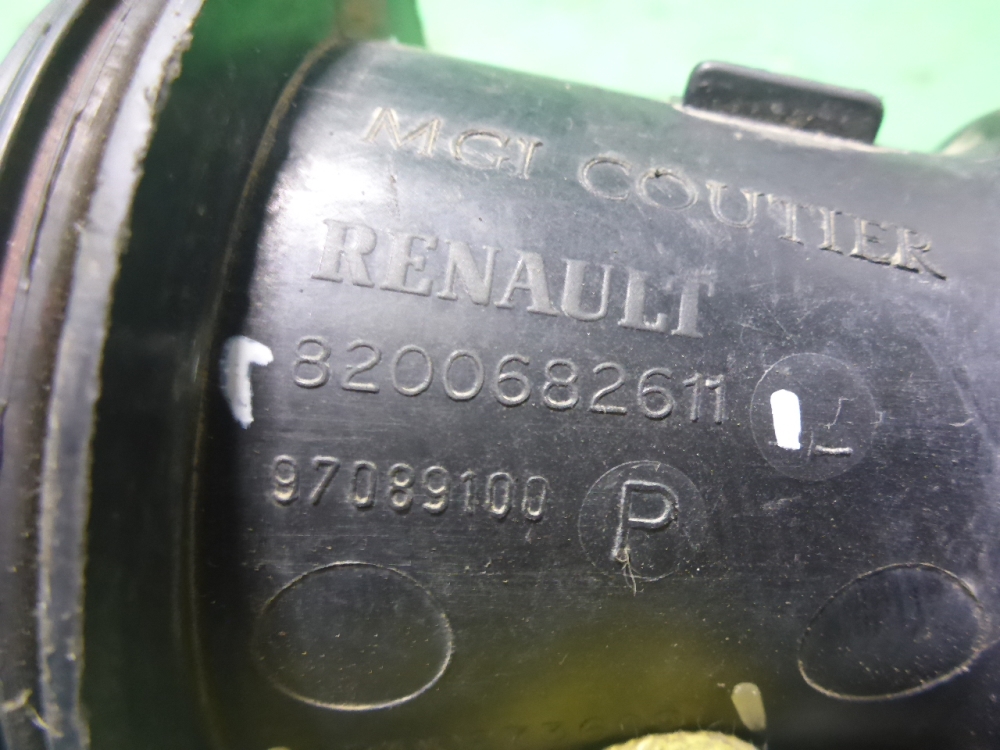 MGI COUTIER
RENAULT
8200682611
97089100 P